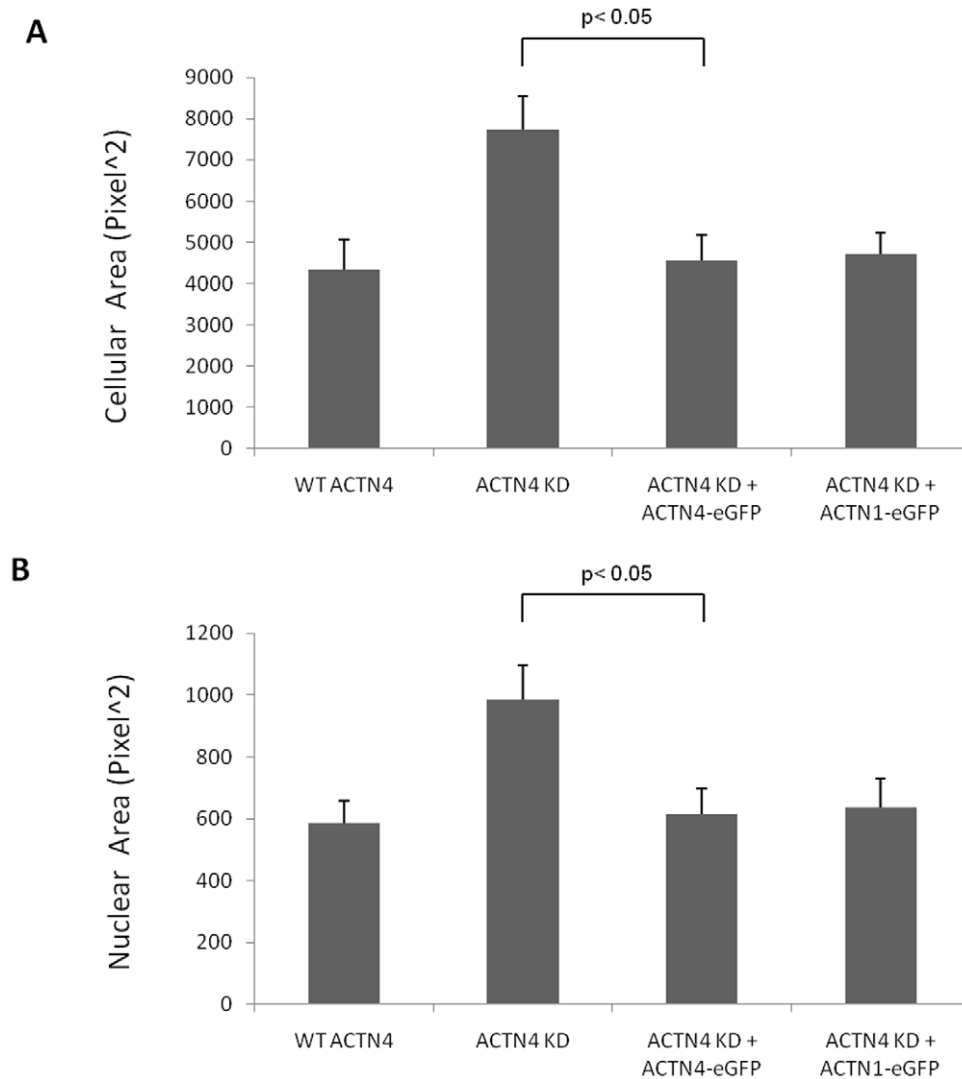 A
p< 0.05
Cellular Area (Pixel^2)
9000
8000
7000
6000
5000
4000
3000
2000
1000
0
WT ACTN4
ACTN4 KD
ACTN4 KD +
ACTN4-eGFP
ACTN4 KD +
ACTN1-eGFP
B
p< 0.05
Nuclear Area (Pixel^2)
1200
1000
800
600
400
200
0
WT ACTN4
ACTN4 KD
ACTN4 KD +
ACTN4-eGFP
ACTN4 KD +
ACTN1-eGFP